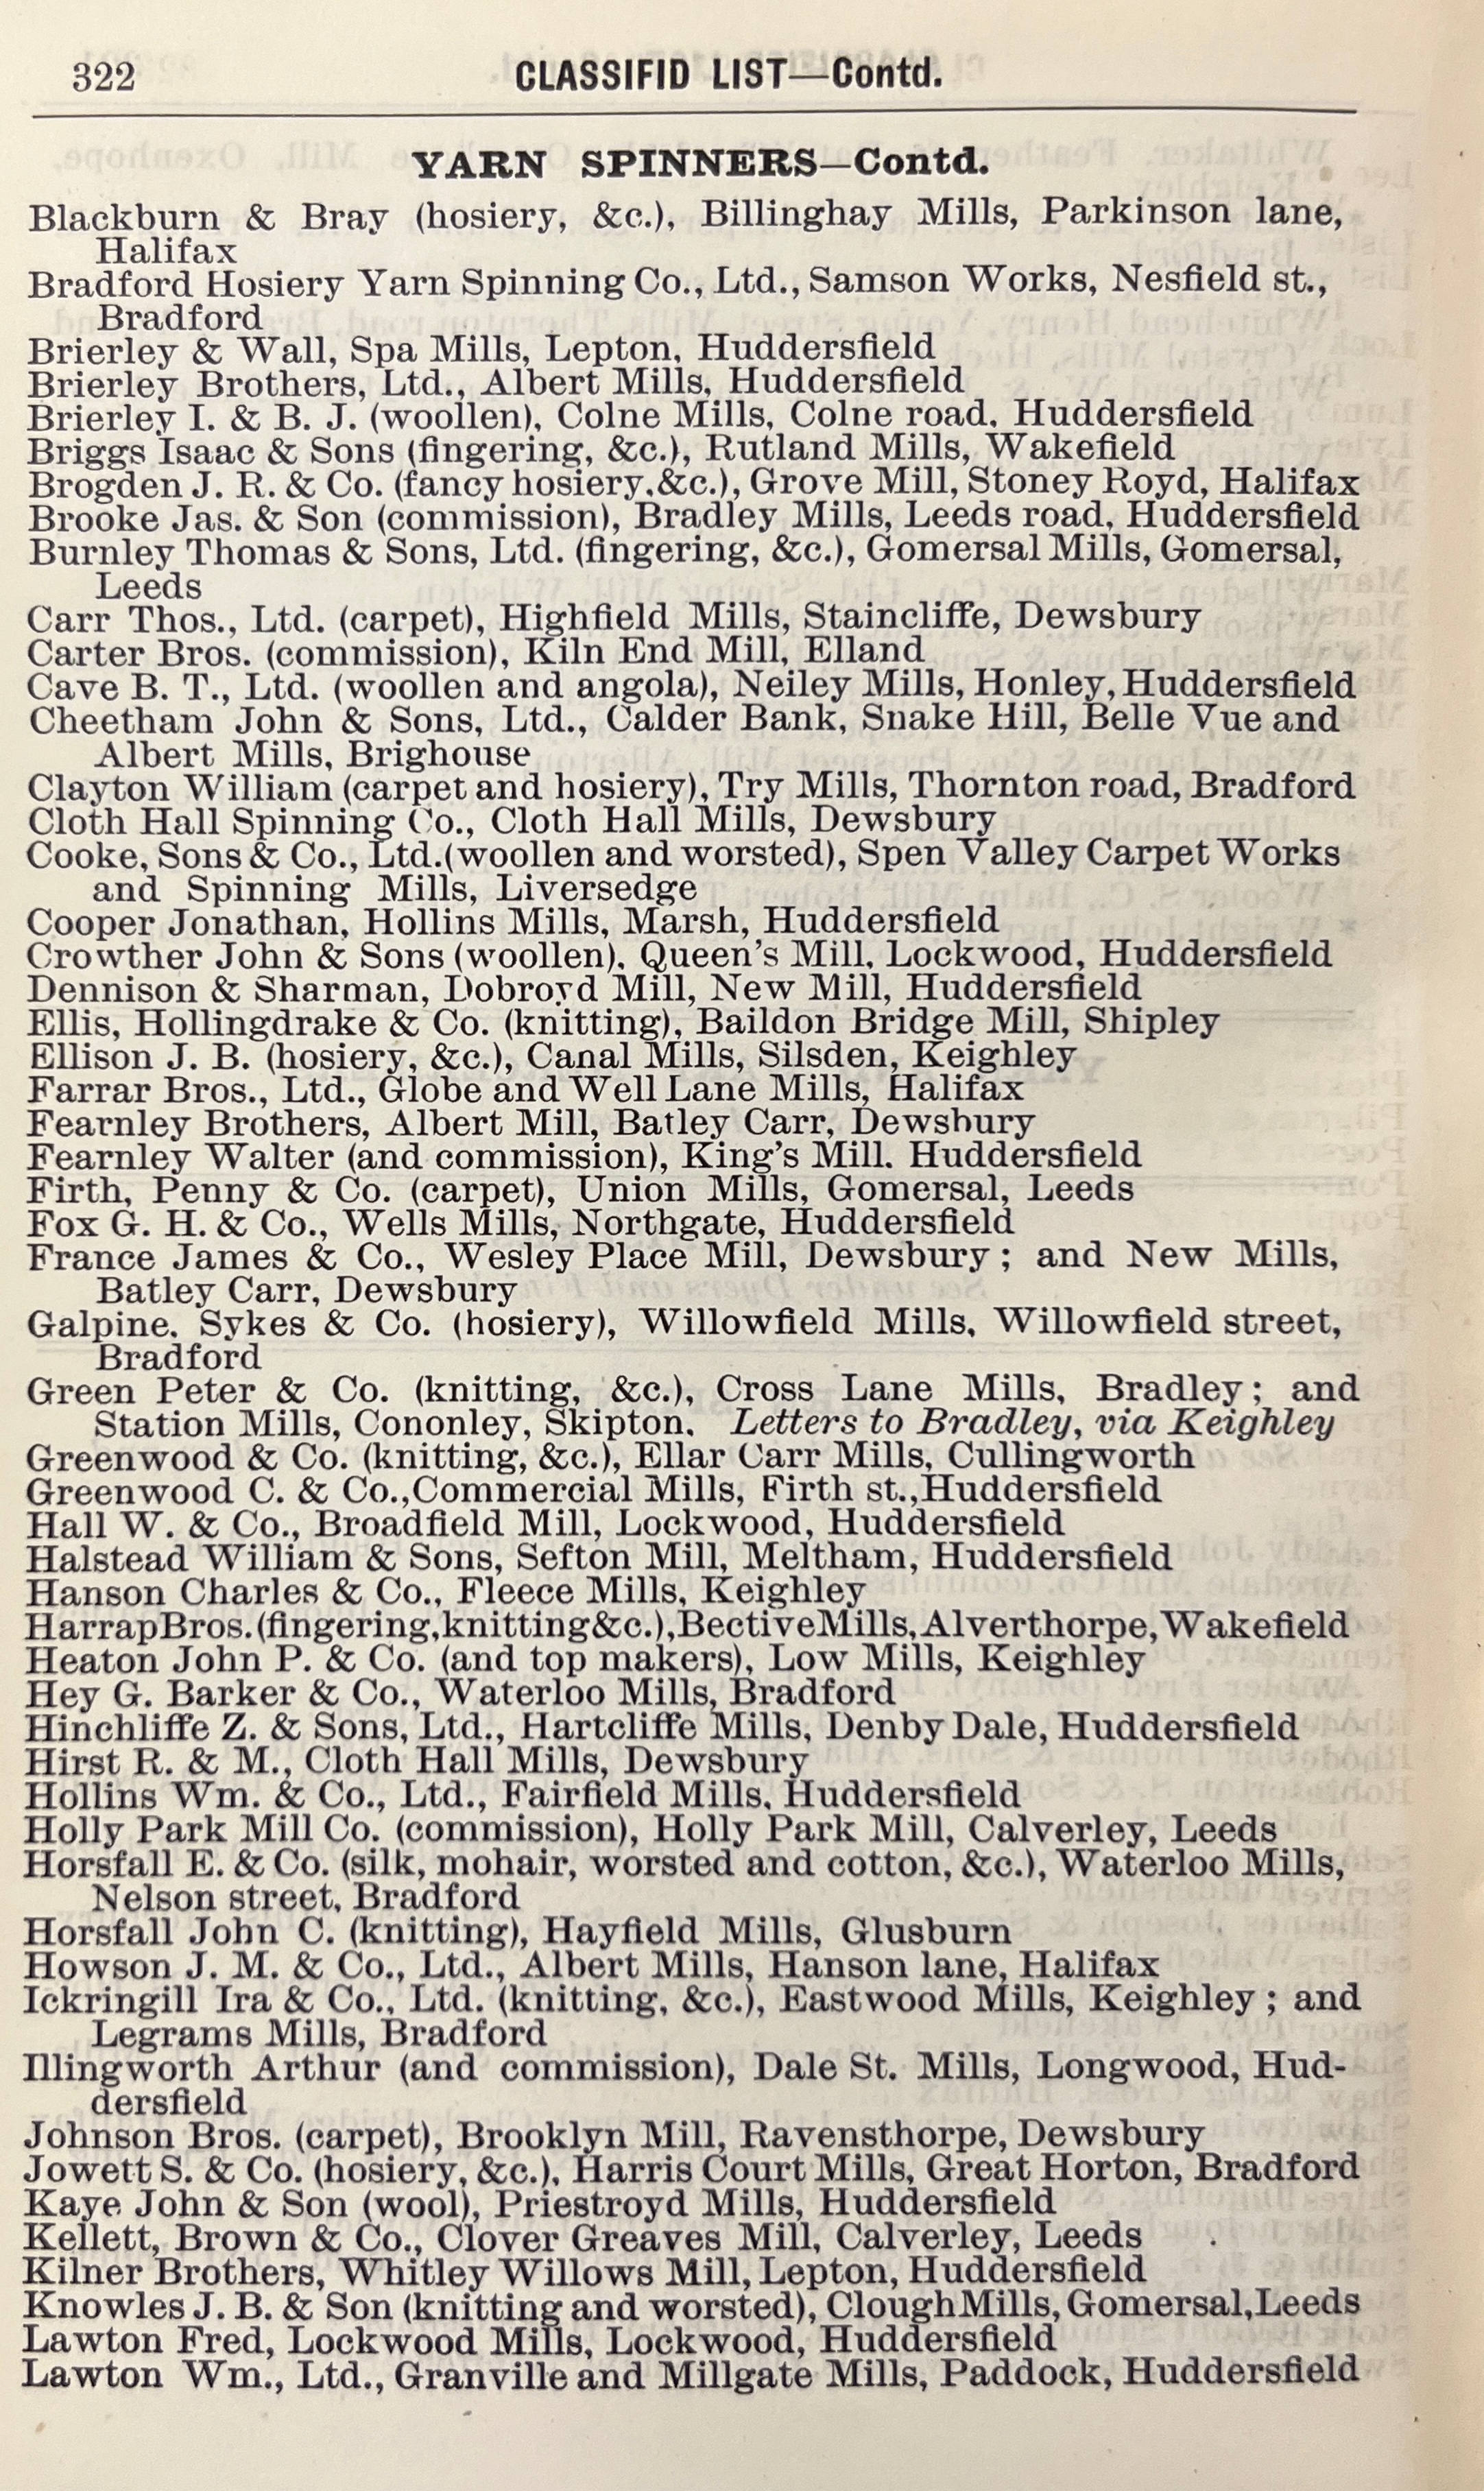 322
CLASSIFID LIST—Contd.
YARN SPINNERS—Contd.
Blackburn & Bray (hosiery, &c.), Billinghay Mills, Parkinson lane,
Halifax
Bradford Hosiery Yarn Spinning Co., Ltd., Samson Works, Nesfield st.,
Bradford
Brierley & Wall, Spa Mills, Lepton, Huddersfield
Brierley Brothers, Ltd., Albert Mills, Huddersfield
Brierley I. & B. J. (woollen), Colne Mills, Colne road, Huddersfield
Briggs Isaac & Sons (fingering, &c.), Rutland Mills, Wakefield
Brogden J. R. & Co. (fancy hosiery,&c.), Grove Mill, Stoney Royd, Halifax
Brooke Jas. & Son (commission), Bradley Mills, Leeds road, Huddersfield
Burnley Thomas & Sons, Ltd. (fingering, &c.), Gomersal Mills, Gomersal,
Leeds
Carr Thos., Ltd. (carpet), Highfield Mills, Staincliffe, Dewsbury
Carter Bros. (commission), Kiln End Mill, Elland
Cave B. T., Ltd. (woollen and angola), Neiley Mills, Honley, Huddersfield
Cheetham John & Sons, Ltd., Calder Bank, Snake Hill, Belle Vue and
Albert Mills, Brighouse
Clayton William (carpet and hosiery), Try Mills, Thornton road, Bradford
Cloth Hall Spinning Co., Cloth Hall Mills, Dewsbury
Cooke, Sons & Co., Ltd.(woollen and worsted), Spen Valley Carpet Works
and Spinning Mills, Liversedge
Cooper Jonathan, Hollins Mills, Marsh, Huddersfield
Crowther John & Sons (woollen), Queen's Mill, Lockwood, Huddersfield
Dennison & Sharman, Dobroyd Mill, New Mill, Huddersfield
Ellis, Hollingdrake & Co. (knitting), Baildon Bridge Mill, Shipley
Ellison J. B. (hosiery, &c.), Canal Mills, Silsden, Keighley
Farrar Bros., Ltd., Globe and Well Lane Mills, Halifax
Fearnley Brothers, Albert Mill, Batley Carr, Dewsbury
Fearnley Walter (and commission), King's Mill. Huddersfield
Firth, Penny & Co. (carpet), Union Mills, Gomersal, Leeds
Fox G. H. & Co., Wells Mills, Northgate, Huddersfield
France James & Co., Wesley Place Mill, Dewsbury ; and New Mills,
Batley Carr, Dewsbury
Galpine, Sykes & Co. (hosiery), Willowfield Mills, Willowfield street,
Bradford
Green Peter & Co. (knitting, &c.), Cross Lane Mills, Bradley; and
Station Mills, Cononley, Skipton. Letters to Bradley, via Keighley
Greenwood & Co. (knitting, &c.), Ellar Carr Mills, Cullingworth
Greenwood C. & Co.,Commercial Mills, Firth st.,Huddersfield
Hall W. & Co., Broadfield Mill, Lockwood, Huddersfield
Halstead William & Sons, Sefton Mill, Meltham, Huddersfield
Hanson Charles & Co., Fleece Mills, Keighley
Harrap Bros. (fingering,knitting&c.),Bective Mills, Alverthorpe, Wakefield
Heaton John P. & Co. (and top makers), Low Mills, Keighley
Hey G. Barker & Co., Waterloo Mills, Bradford
Hinchliffe Z. & Sons, Ltd., Hartcliffe Mills, Denby Dale, Huddersfield
Hirst R. & M., Cloth Hall Mills, Dewsbury
Hollins Wm. & Co., Ltd., Fairfield Mills, Huddersfield
Holly Park Mill Co. (commission), Holly Park Mill, Calverley, Leeds
Horsfall E. & Co. (silk, mohair, worsted and cotton, &c.), Waterloo Mills,
Nelson street, Bradford
Horsfall John C. (knitting), Hayfield Mills, Glusburn
Howson J. M. & Co., Ltd., Albert Mills, Hanson lane, Halifax
Ickringill Ira & Co., Ltd. (knitting, &c.), Eastwood Mills, Keighley ; and
Legrams Mills, Bradford
Illingworth Arthur (and commission), Dale St. Mills, Longwood, Hud-
dersfield
Johnson Bros. (carpet), Brooklyn Mill, Ravensthorpe, Dewsbury
Jowett S. & Co. (hosiery, &c.), Harris Court Mills, Great Horton, Bradford
Kaye John & Son (wool), Priestroyd Mills, Huddersfield
Kellett, Brown & Co., Clover Greaves Mill, Calverley, Leeds
Kilner Brothers, Whitley Willows Mill, Lepton, Huddersfield
Knowles J. B. & Son (knitting and worsted), Clough Mills, Gomersal,Leeds
Lawton Fred, Lockwood Mills, Lockwood, Huddersfield
Lawton Wm., Ltd., Granville and Millgate Mills, Paddock, Huddersfield